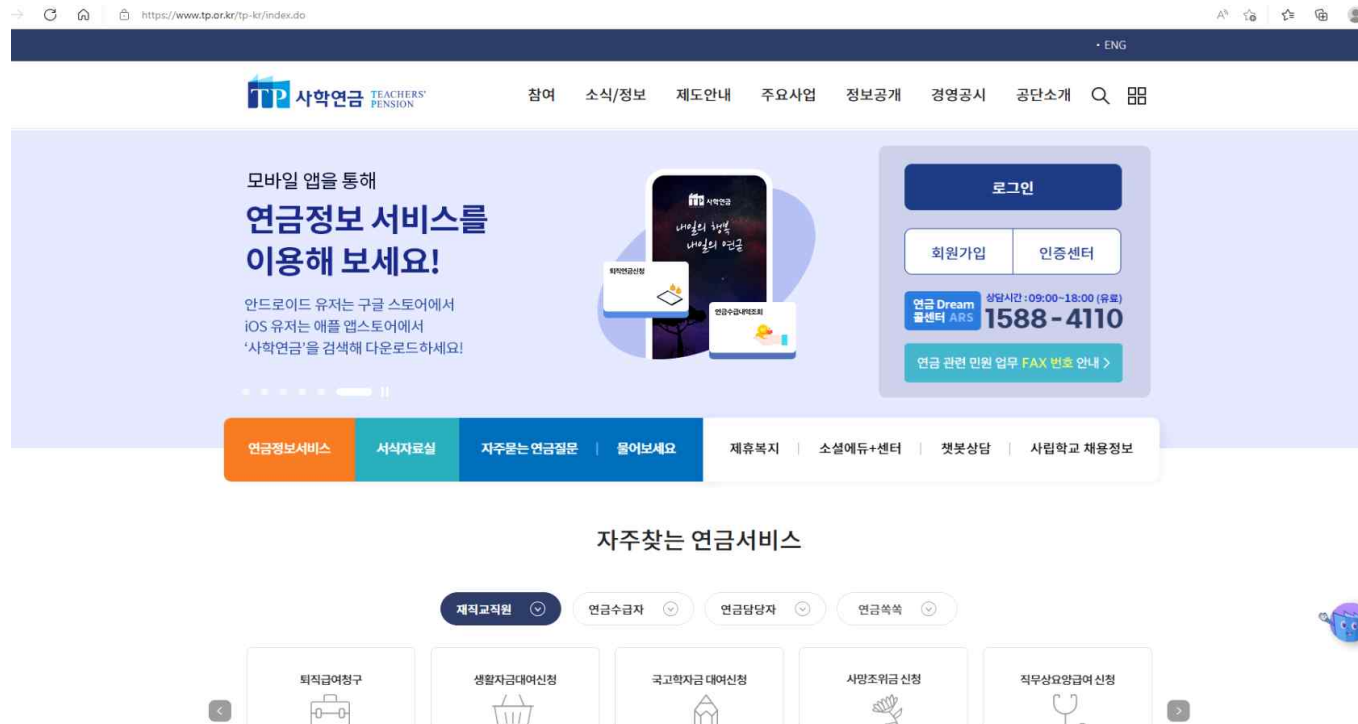 https://www.tp.or.kr/tp-kr/index.do
• ENG
TP 사학연금 TEACHERS' PENSION
참여 소식/정보 제도안내 주요사업 정보공개 경영공시 공단소개
모바일 앱을 통해
연금정보 서비스를
이용해 보세요!
안드로이드 유저는 구글 스토어에서
iOS 유저는 애플 앱스토어에서
‘사학연금’을 검색해 다운로드하세요!
TP 사학연금
내일의 행복
내일의 연금
퇴직연금신청
연금수급내역조회
로그인
회원가입 인증센터
연금 Dream 콜센터 ARS
상담시간 : 09:00~18:00 (유료)
1588-4110
연금 관련 민원 업무 FAX 번호 안내 >
연금정보서비스 서식자료실 자주묻는 연금질문 | 물어보세요 제휴복지 | 소셜에듀+센터 | 챗봇상담 | 사립학교 채용정보
자주찾는 연금서비스
재직교직원 연금수급자 연금담당자 연금쏙쏙
퇴직급여청구 생활자금대여신청 국고학자금 대여신청 사망조위금 신청 직무상요양급여 신청